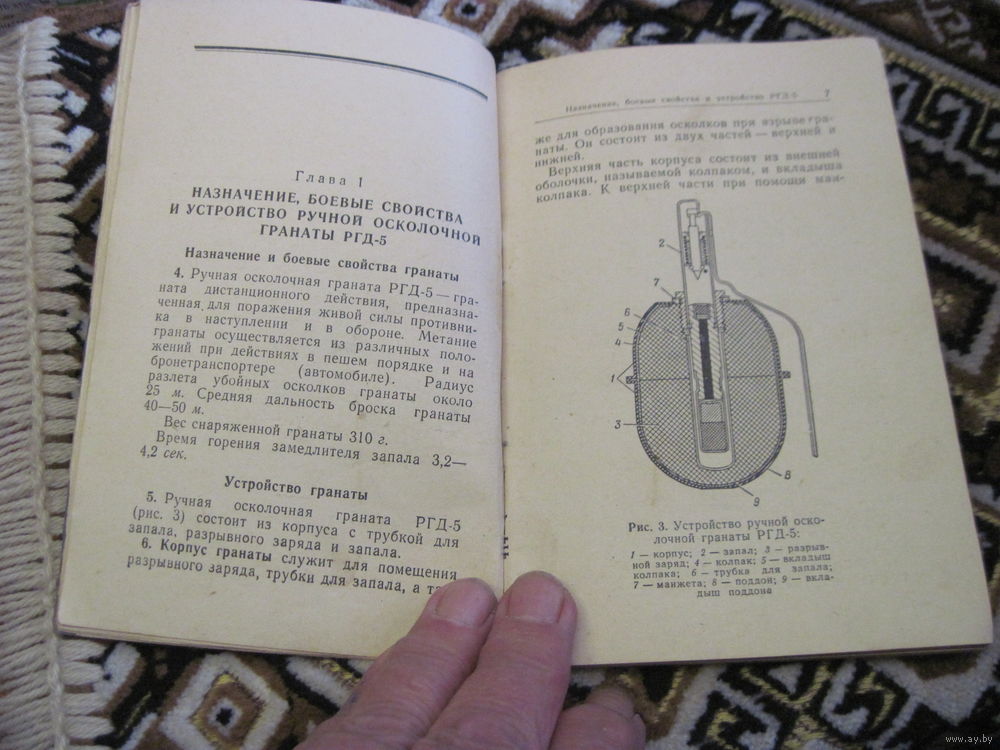 Глава 1
НАЗНАЧЕНИЕ, БОЕВЫЕ СВОЙСТВА
И УСТРОЙСТВО РУЧНОЙ ОСКОЛОЧНОЙ
ГРАНАТЫ РГД-5
Назначение и боевые свойства гранаты
4. Ручная осколочная граната РГД-5 — гра-
ната дистанционного действия, предназна-
ченная для поражения живой силы противни-
ка в наступлении и в обороне. Метание
гранаты осуществляется из различных поло-
жений при действиях в пешем порядке и на
бронетранспортере (автомобиле). Радиус
разлета убойных осколков гранаты около
25 м. Средняя дальность броска гранаты
40—50 м.
Вес снаряженной гранаты 310 г.
Время горения замедлителя запала 3,2—
4,2 сек.
Устройство гранаты
5. Ручная осколочная граната РГД-5
(рис. 3) состоит из корпуса с трубкой для
запала, разрывного заряда и запала.
6. Корпус гранаты служит для помещения
разрывного заряда, трубки для запала, а
Назначение, боевые свойства и устройство РГД-5 7
же для образования осколков при взрыве гра-
наты. Он состоит из двух частей — верхней и
нижней.
Верхняя часть корпуса состоит из внешней
оболочки, называемой колпаком, и вкладыша
колпака. К верхней части при помощи ман-
2
7
6
5
4
1
3
8
9
Рис. 3. Устройство ручной оско-
лочной гранаты РГД-5:
1 — корпус; 2 — запал; 3 — разрыв-
ной заряд; 4 — колпак; 5 — вкладыш
колпака; 6 — трубка для запала;
7 — манжета; 8 — поддон; 9 — вкла-
дыш поддона
www.ay.by